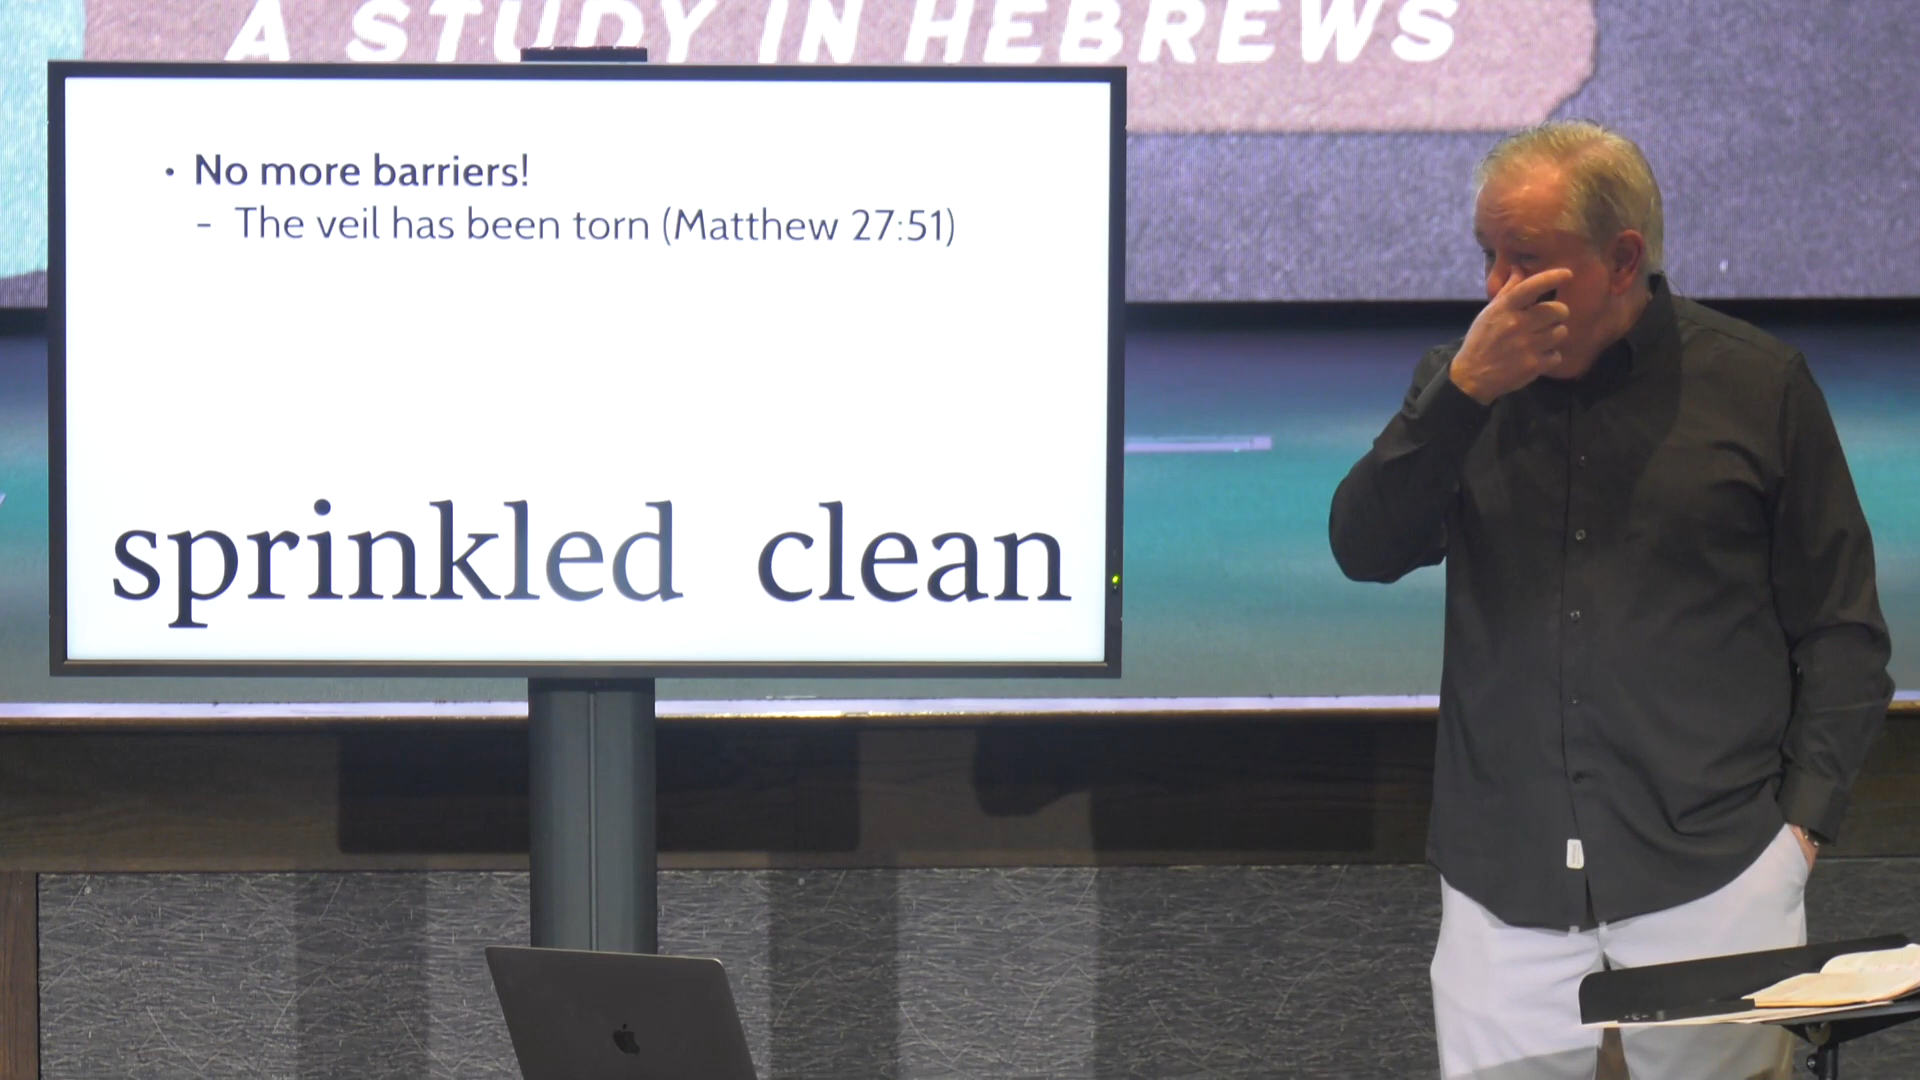 A STUDY IN HEBREWS
• No more barriers!
- The veil has been torn (Matthew 27:51)
sprinkled clean